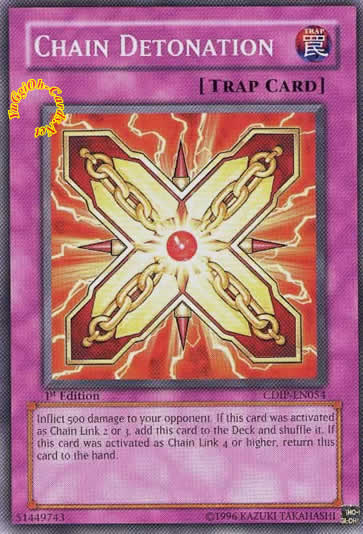 CHAIN DETONATION
TRAP
罠
[TRAP CARD]
YuGiOh-Cards.Net
1st Edition
CDIP-EN054
Inflict 500 damage to your opponent. If this card was activated
as Chain Link 2 or 3, add this card to the Deck and shuffle it. If
this card was activated as Chain Link 4 or higher, return this
card to the hand.
51449743
©1996 KAZUKI TAKAHASHI